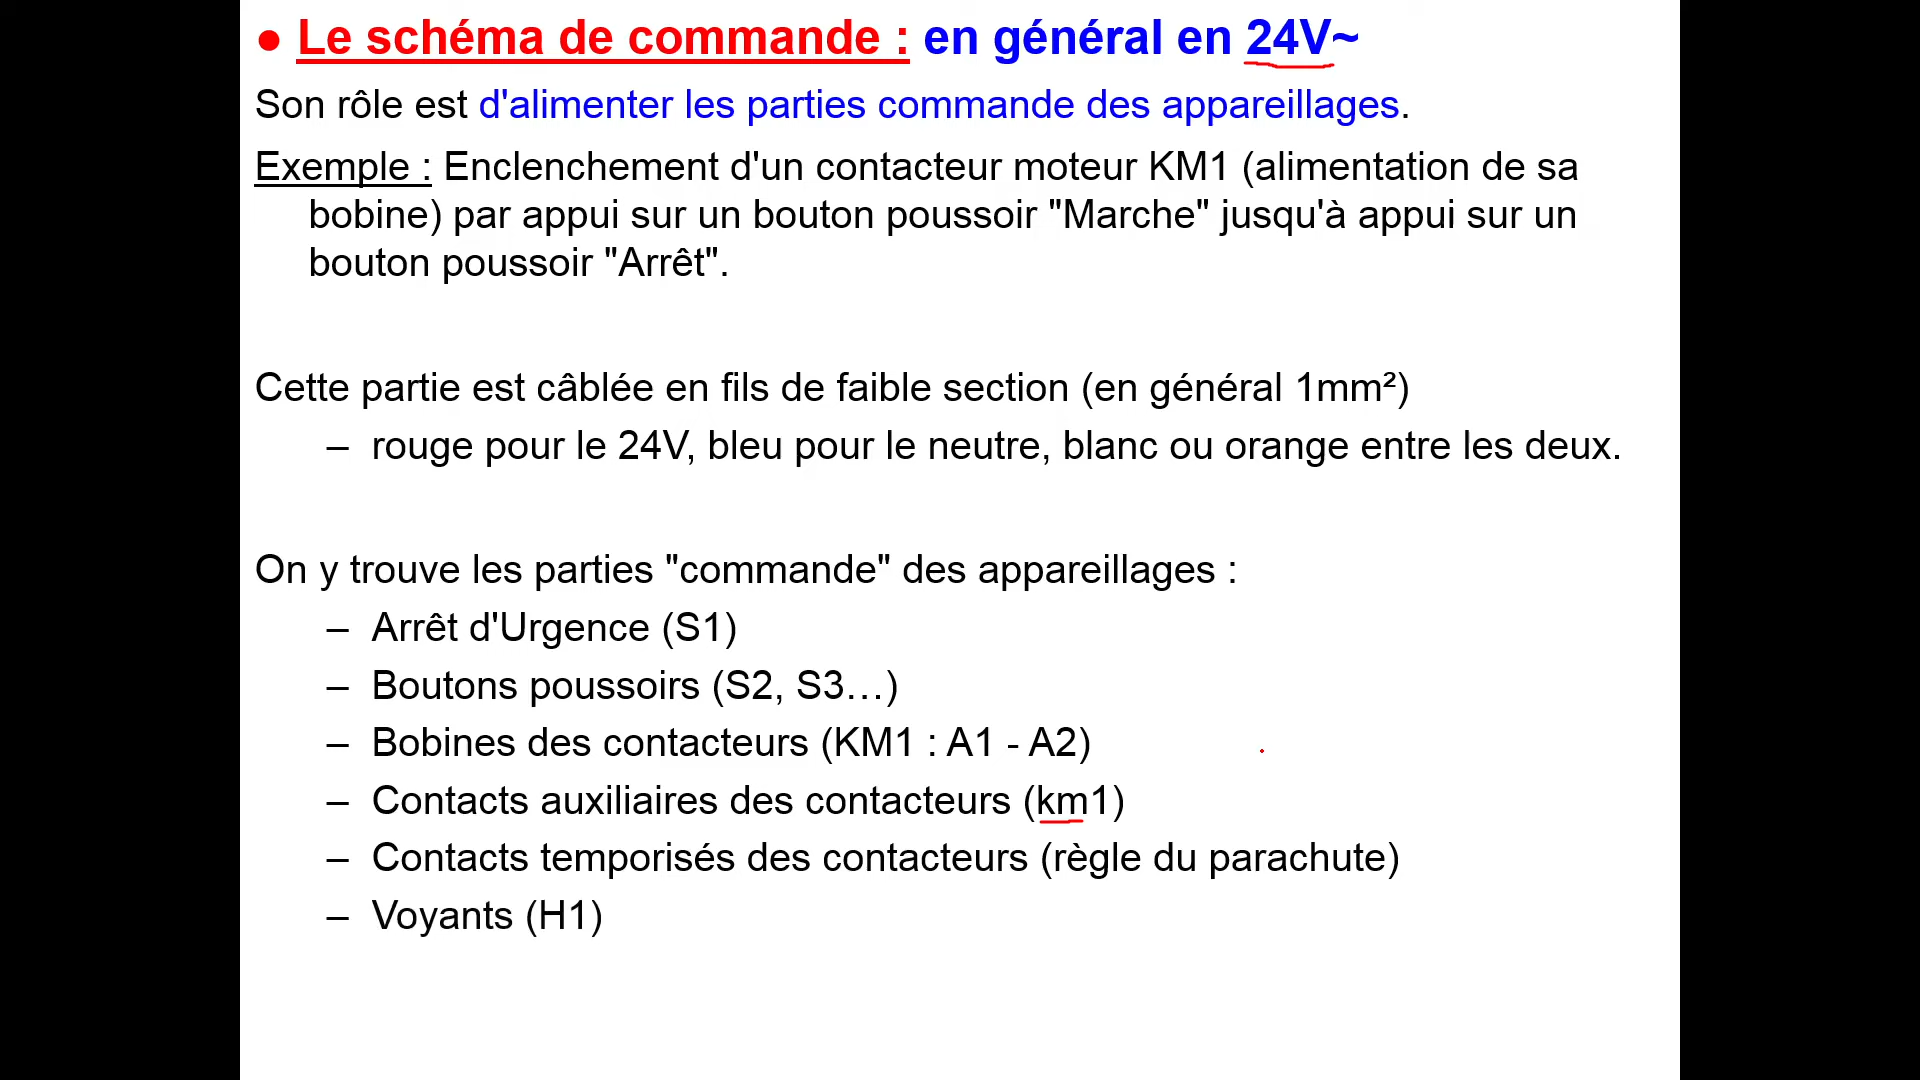 ● Le schéma de commande : en général en 24V~
Son rôle est d'alimenter les parties commande des appareillages.
Exemple : Enclenchement d'un contacteur moteur KM1 (alimentation de sa
bobine) par appui sur un bouton poussoir "Marche" jusqu'à appui sur un
bouton poussoir "Arrêt".
Cette partie est câblée en fils de faible section (en général 1mm²)
– rouge pour le 24V, bleu pour le neutre, blanc ou orange entre les deux.
On y trouve les parties "commande" des appareillages :
– Arrêt d'Urgence (S1)
– Boutons poussoirs (S2, S3…)
– Bobines des contacteurs (KM1 : A1 - A2)
– Contacts auxiliaires des contacteurs (km1)
– Contacts temporisés des contacteurs (règle du parachute)
– Voyants (H1)